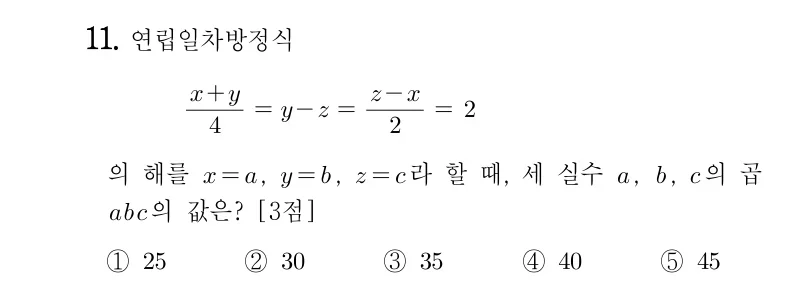 11. 연립일차방정식
\frac{x+y}{4} = y-z = \frac{z-x}{2} = 2
의 해를 x=a, y=b, z=c라 할 때, 세 실수 a, b, c의 곱
abc의 값은? [3점]
① 25 ② 30 ③ 35 ④ 40 ⑤ 45